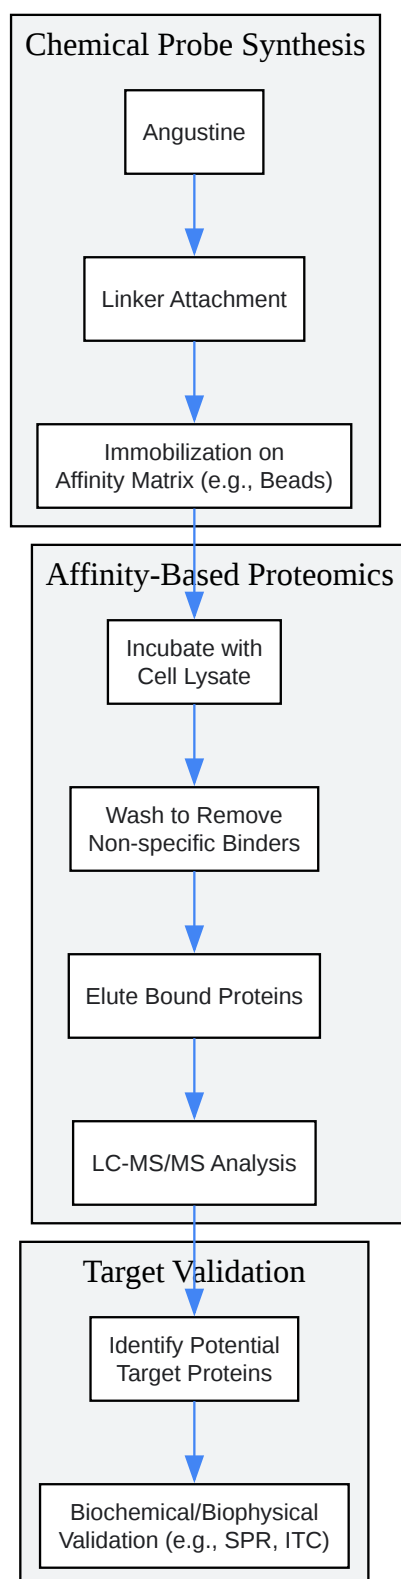 Chemical Probe Synthesis
Angustine
Linker Attachment
Immobilization on
Affinity Matrix (e.g., Beads)
Affinity-Based Proteomics
Incubate with
Cell Lysate
Wash to Remove
Non-specific Binders
Elute Bound Proteins
LC-MS/MS Analysis
Target Validation
Identify Potential
Target Proteins
Biochemical/Biophysical
Validation (e.g., SPR, ITC)